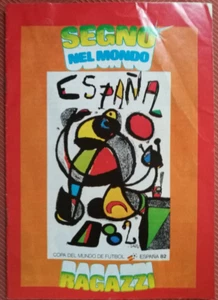 SEGNO
NEL MONDO
ESPAÑA
82
COPA DEL MUNDO DE FUTBOL
ESPAÑA 82
RAGAZZI